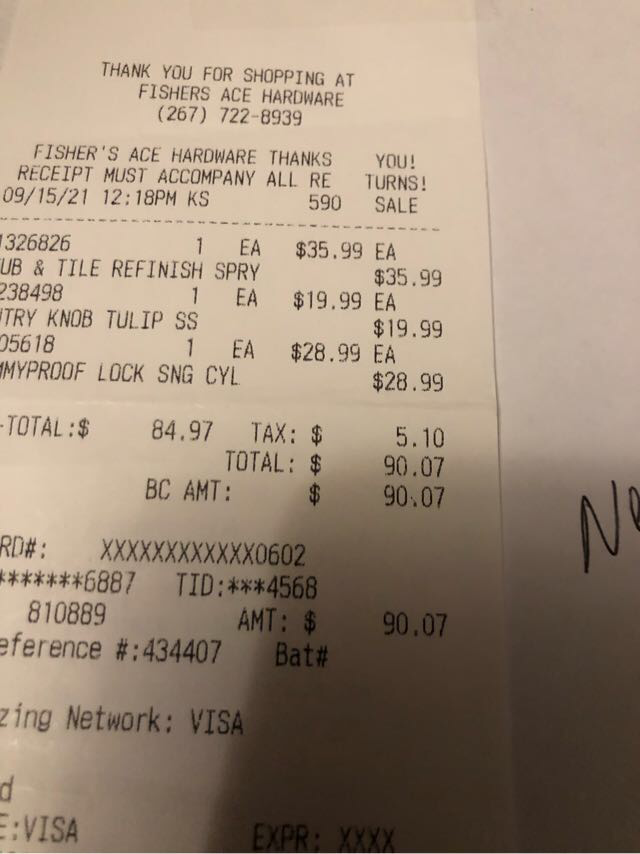 THANK YOU FOR SHOPPING AT
FISHERS ACE HARDWARE
(267) 722-8939
FISHER'S ACE HARDWARE THANKS YOU!
RECEIPT MUST ACCOMPANY ALL RE TURNS!
09/15/21 12:18PM KS 590 SALE
1326826 1 EA $35.99 EA
UB & TILE REFINISH SPRY $35.99
238498 1 EA $19.99 EA
TRY KNOB TULIP SS $19.99
05618 1 EA $28.99 EA
MMYPROOF LOCK SNG CYL $28.99
-TOTAL:$ 84.97 TAX: $ 5.10
TOTAL: $ 90.07
BC AMT: $ 90.07
RD#: XXXXXXXXXXXX0602
*******6887 TID:***4568
810889 AMT: $ 90.07
eference #:434407 Bat#
zing Network: VISA
d
E:VISA EXPR: XXXX
Ne